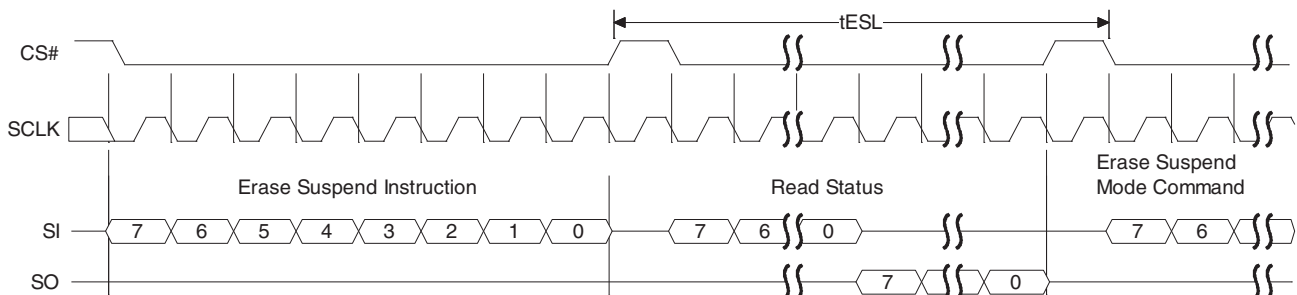 tESL
CS#
SCLK
Erase Suspend Instruction
Read Status
Erase Suspend
Mode Command
SI
7 6 5 4 3 2 1 0
7 6 0
7 6
SO
7 0